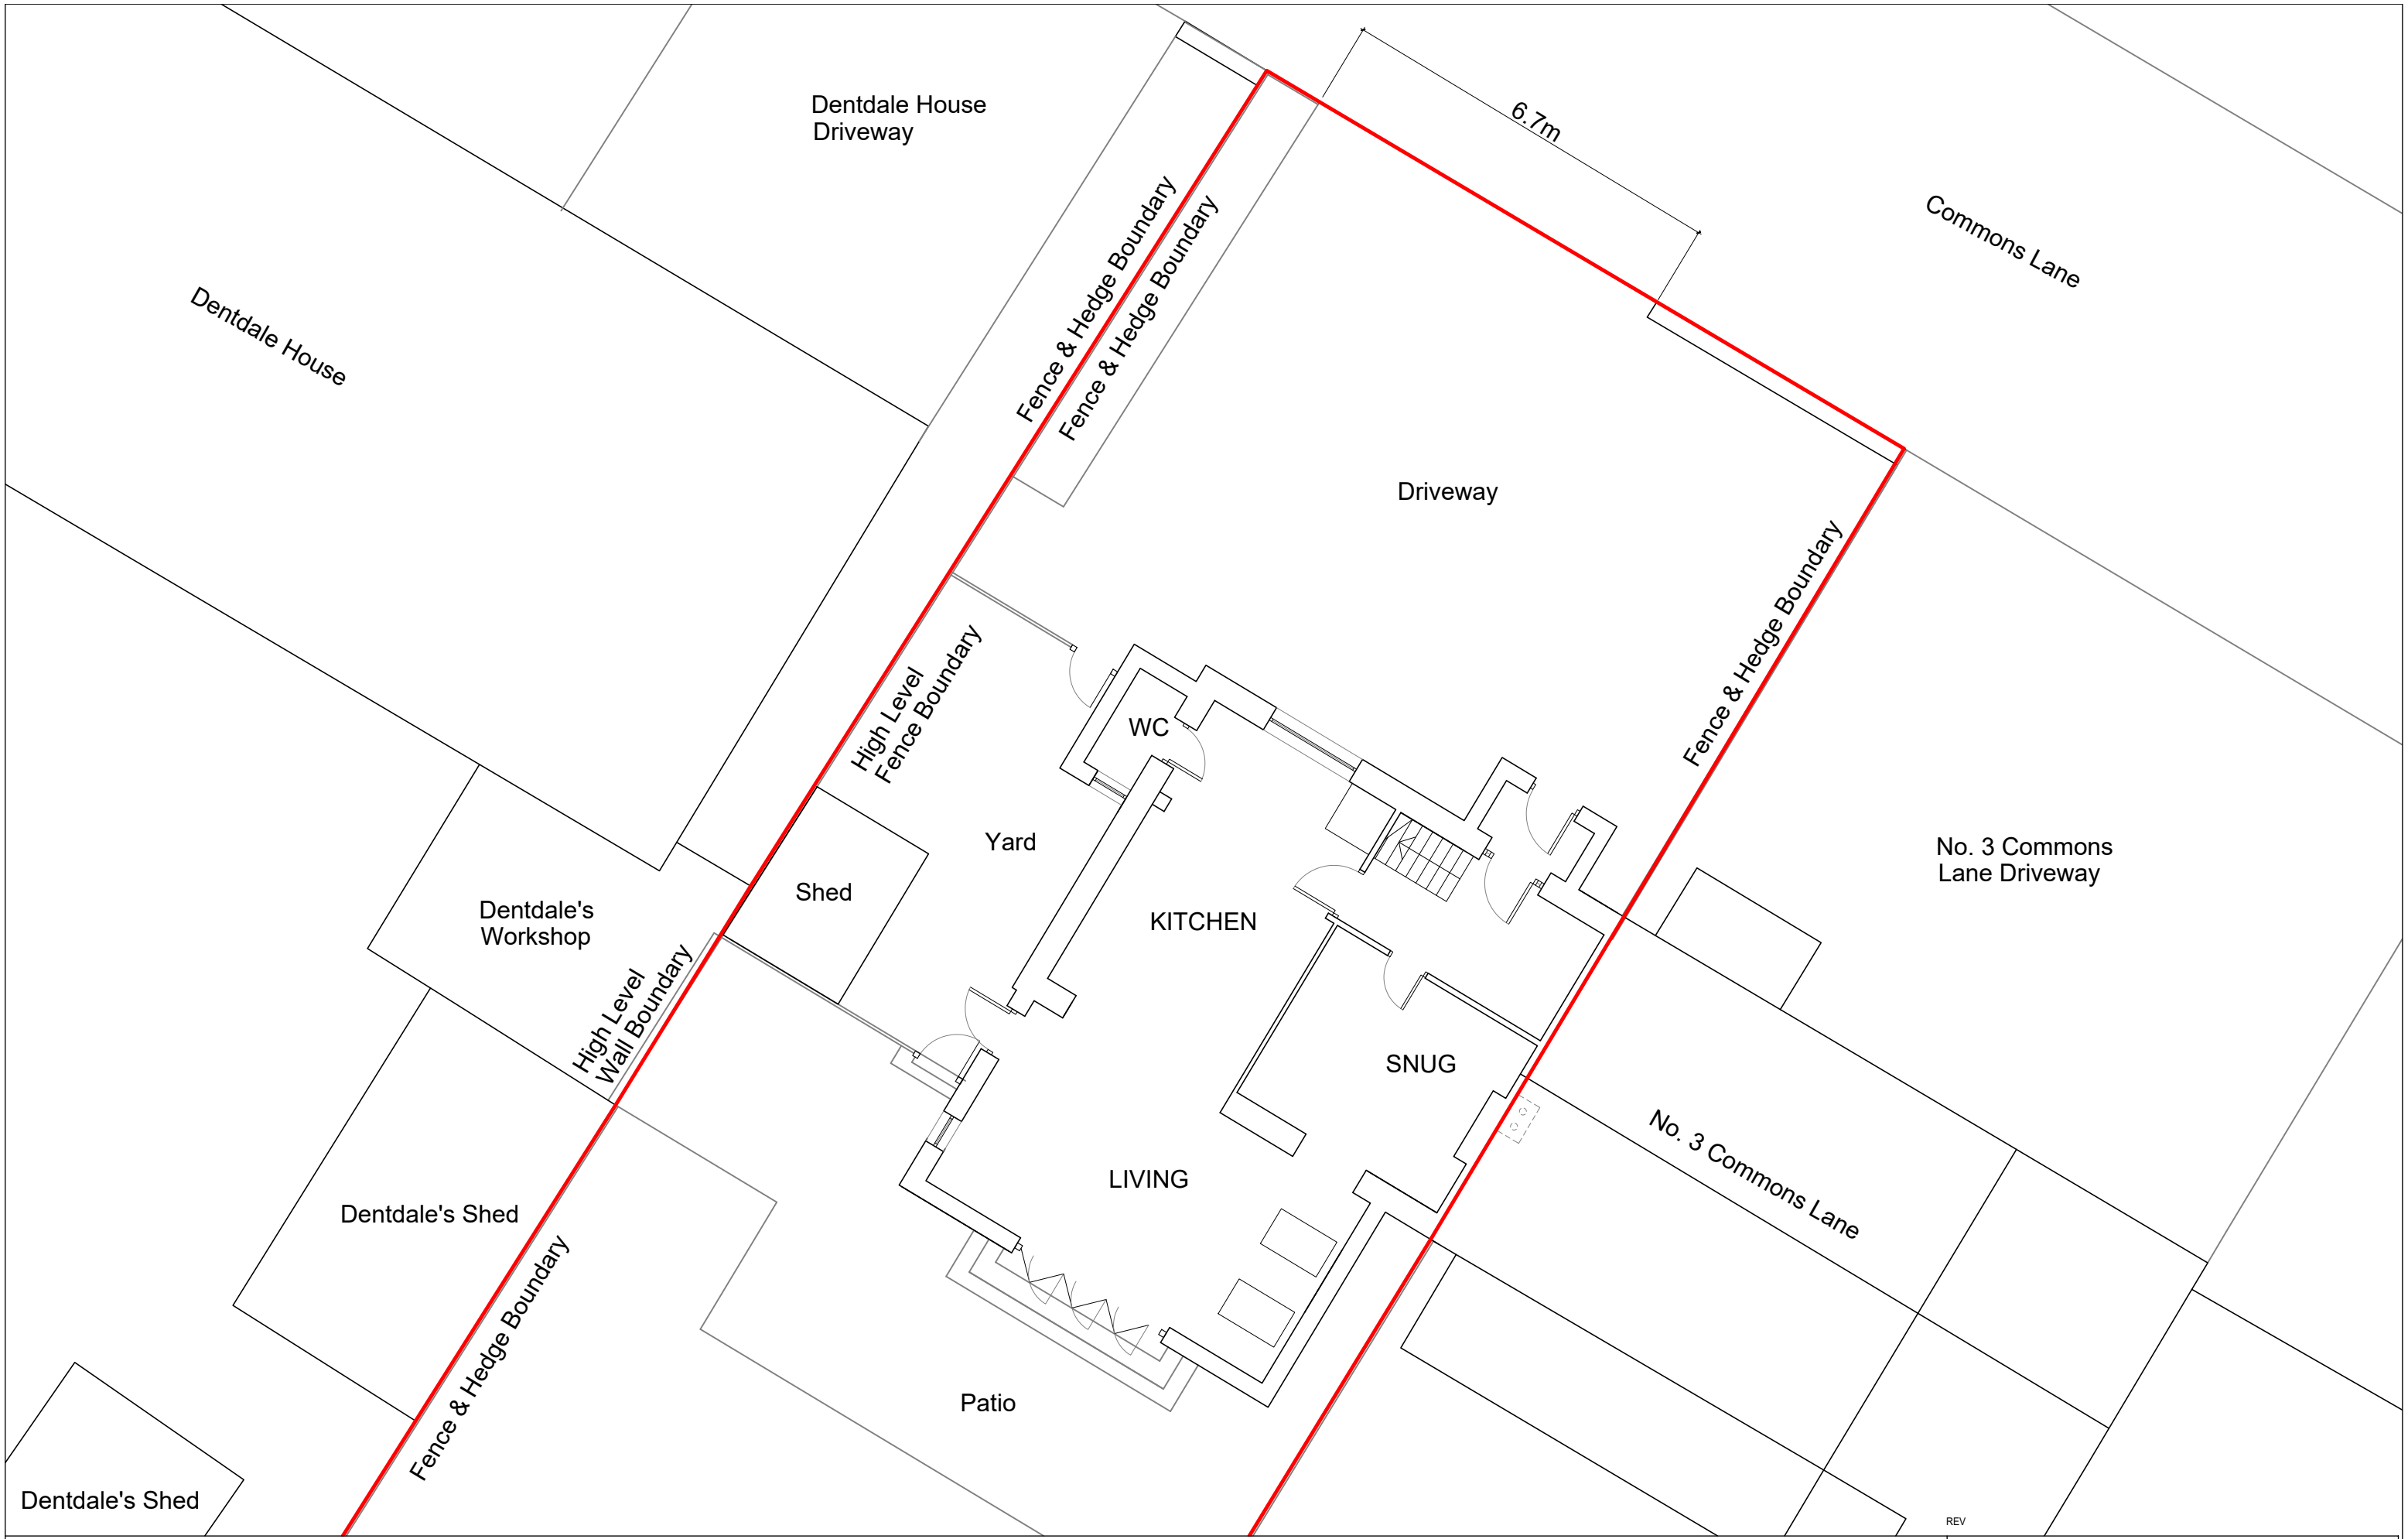 Dentdale House
Driveway
6.7m
Commons Lane
Dentdale House
Fence & Hedge Boundary
Fence & Hedge Boundary
Driveway
Fence & Hedge Boundary
High Level
Fence Boundary
WC
Yard
No. 3 Commons
Lane Driveway
Shed
Dentdale's
Workshop
KITCHEN
High Level
Wall Boundary
SNUG
No. 3 Commons Lane
LIVING
Dentdale's Shed
Fence & Hedge Boundary
Patio
Dentdale's Shed
REV